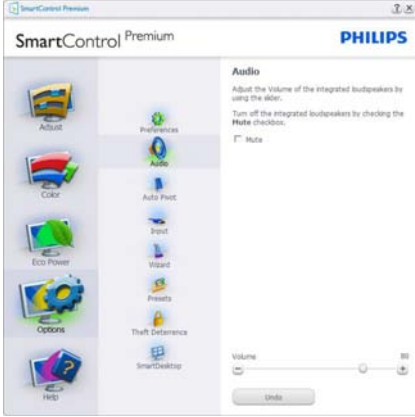 SmartControl Premium
SmartControl Premium
PHILIPS
Adjust
Color
Eco Power
Options
Help
Preferences
Audio
Auto Pivot
Input
Wizard
Presets
Theft Deterrence
SmartDesktop
Audio
Adjust the Volume of the integrated loudspeakers by
using the slider.
Turn off the integrated loudspeakers by checking the
Mute checkbox.
Mute
Volume 80
Undo